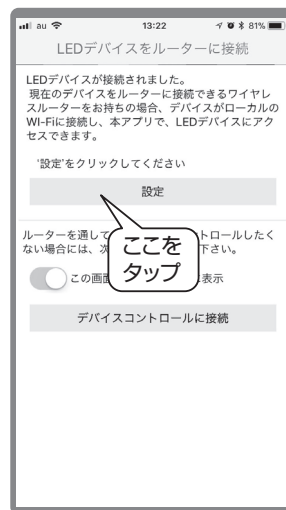 au 13:22 81%
LEDデバイスをルーターに接続
LEDデバイスが接続されました。
現在のデバイスをルーターに接続できるワイヤレ
スルーターをお持ちの場合、デバイスがローカルの
WI-Fiに接続し、本アプリで、LEDデバイスにアク
セスできます。
'設定'をクリックしてください
設定
ルーターを通して トロールしたく
ない場合には、次 下さい。
ここを
タップ
この画面 表示
デバイスコントロールに接続